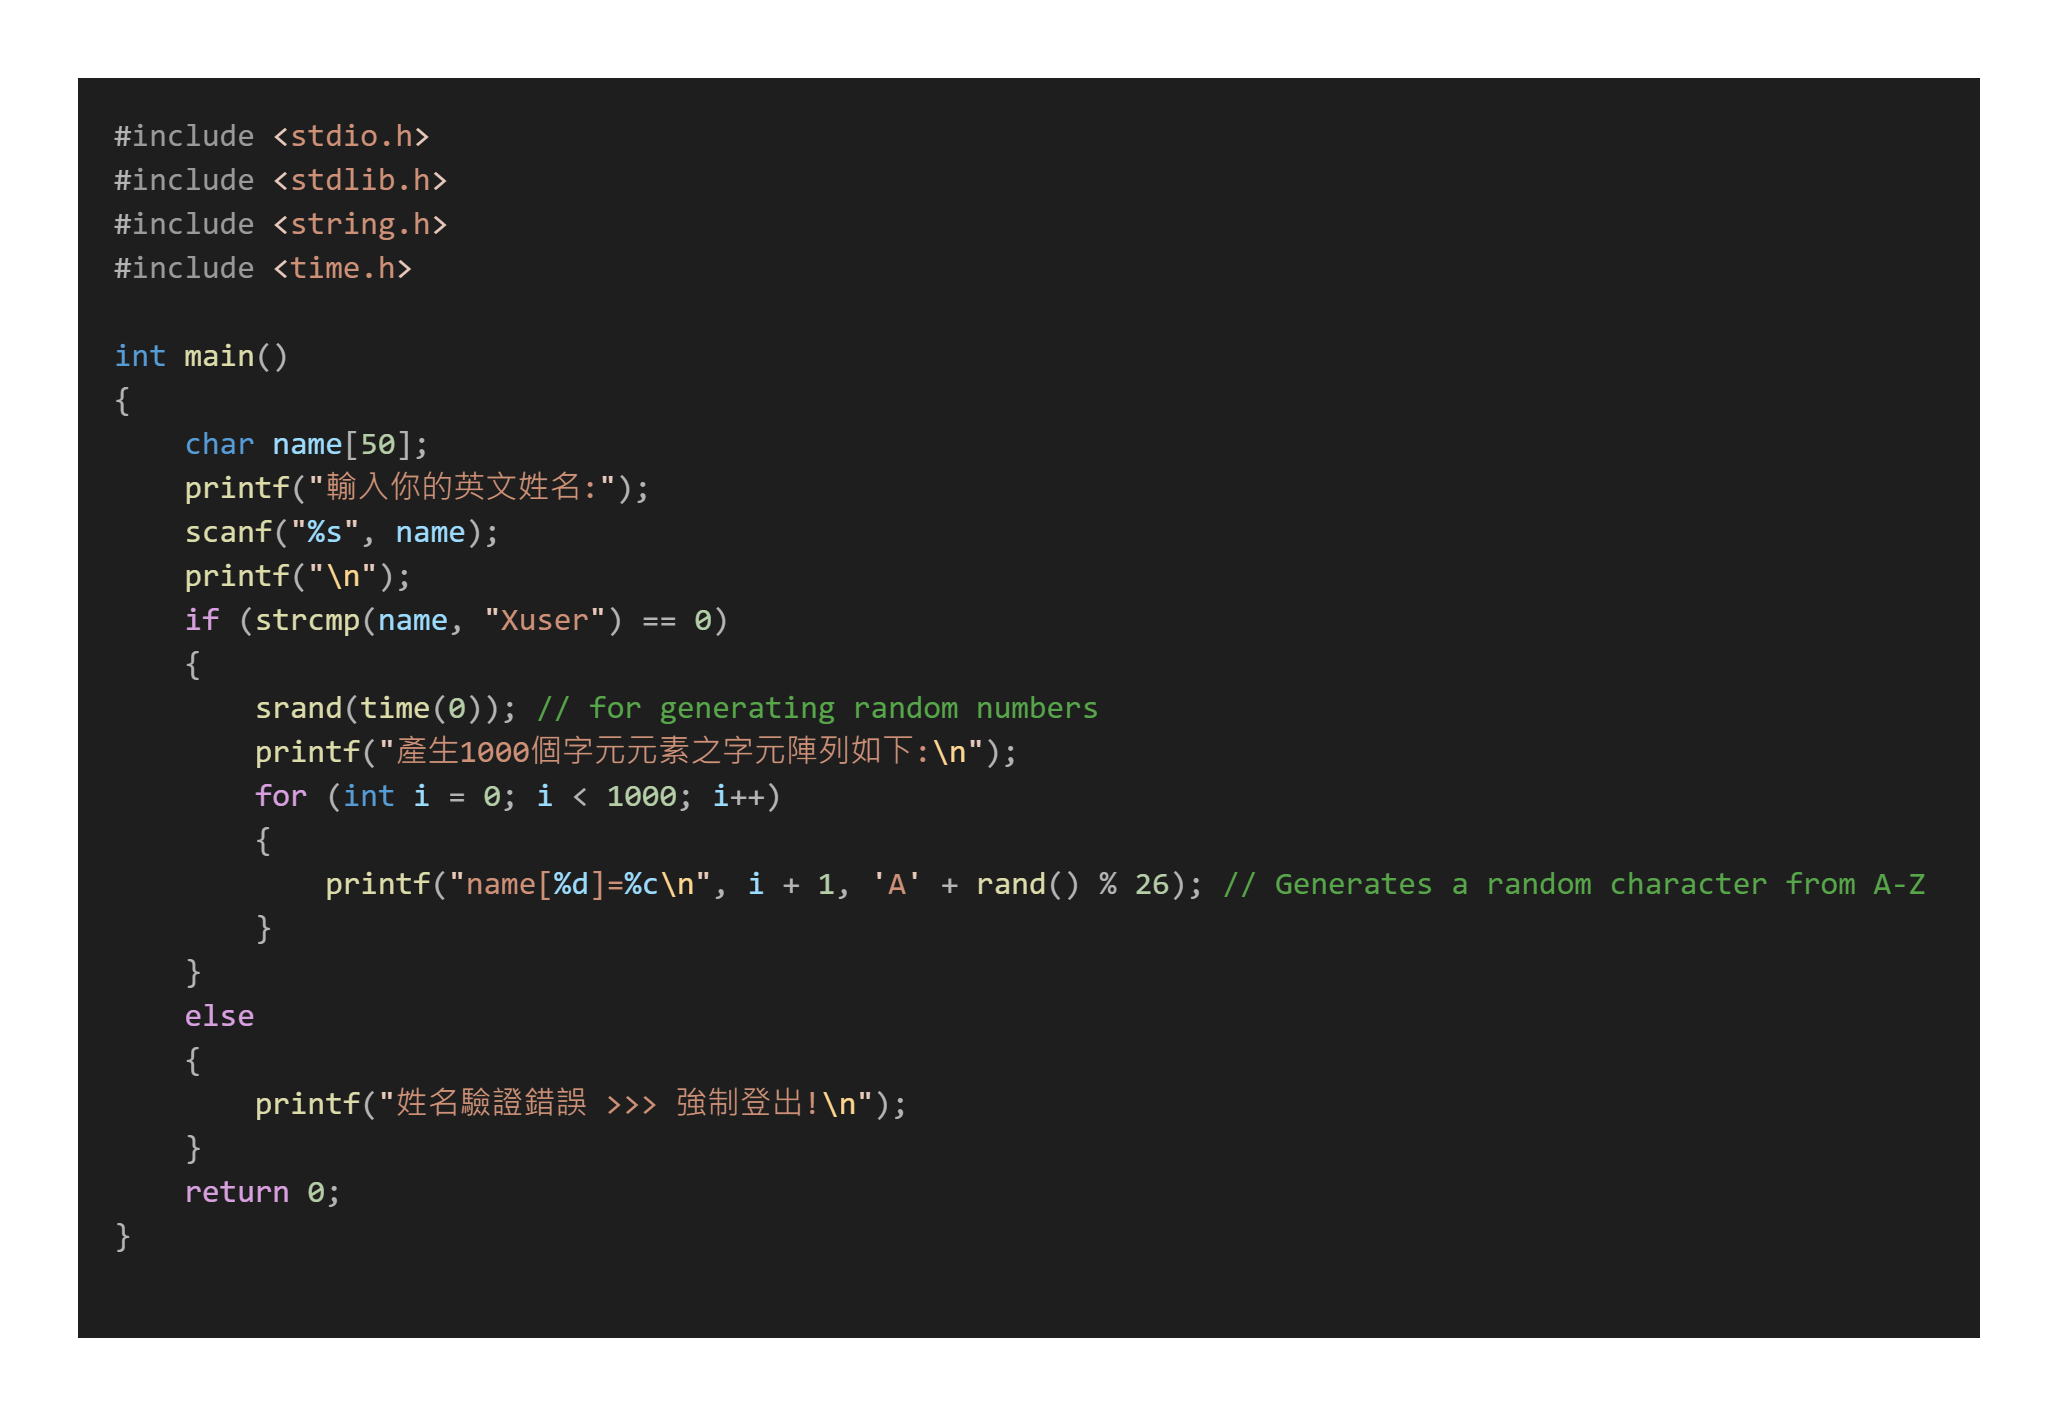 #include <stdio.h>
#include <stdlib.h>
#include <string.h>
#include <time.h>

int main()
{
    char name[50];
    printf("輸入你的英文姓名:");
    scanf("%s", name);
    printf("\n");
    if (strcmp(name, "Xuser") == 0)
    {
        srand(time(0)); // for generating random numbers
        printf("產生1000個字元元素之字元陣列如下:\n");
        for (int i = 0; i < 1000; i++)
        {
            printf("name[%d]=%c\n", i + 1, 'A' + rand() % 26); // Generates a random character from A-Z
        }
    }
    else
    {
        printf("姓名驗證錯誤 >>> 強制登出!\n");
    }
    return 0;
}